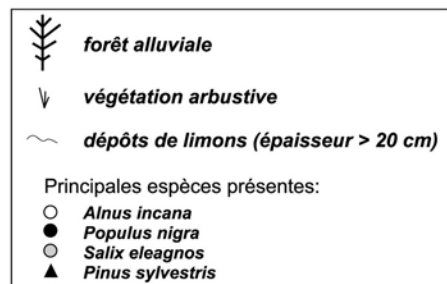 forêt alluviale
végétation arbustive
dépôts de limons (épaisseur > 20 cm)
Principales espèces présentes:
Alnus incana
Populus nigra
Salix eleagnos
Pinus sylvestris